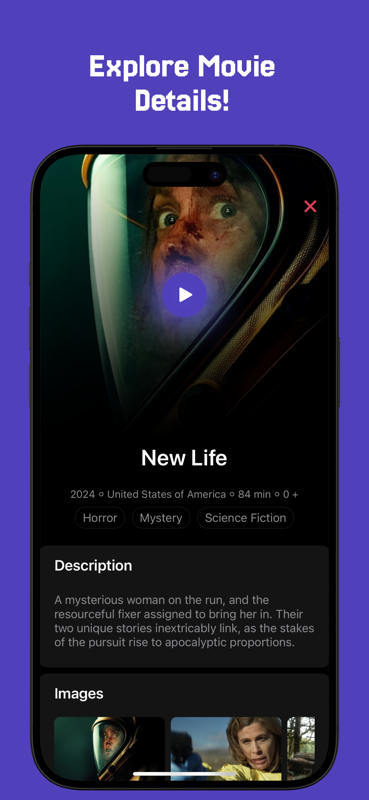 Explore Movie
Details!
New Life
2024 ○ United States of America ○ 84 min ○ 0 +
Horror Mystery Science Fiction
Description
A mysterious woman on the run, and the
resourceful fixer assigned to bring her in. Their
two unique stories inextricably link, as the stakes
of the pursuit rise to apocalyptic proportions.
Images